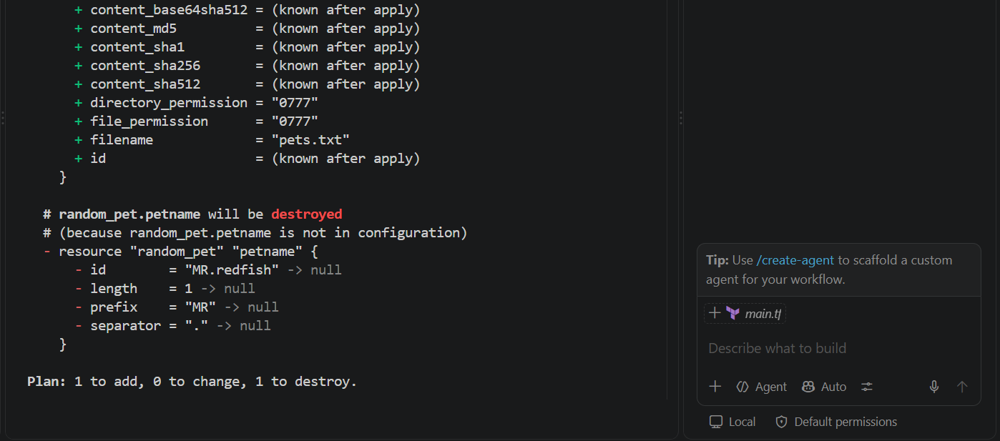 + content_base64sha512 = (known after apply)
+ content_md5 = (known after apply)
+ content_sha1 = (known after apply)
+ content_sha256 = (known after apply)
+ content_sha512 = (known after apply)
+ directory_permission = "0777"
+ file_permission = "0777"
+ filename = "pets.txt"
+ id = (known after apply)
}
# random_pet.petname will be destroyed
# (because random_pet.petname is not in configuration)
- resource "random_pet" "petname" {
- id = "MR.redfish" -> null
- length = 1 -> null
- prefix = "MR" -> null
- separator = "." -> null
}
Plan: 1 to add, 0 to change, 1 to destroy.
Tip: Use /create-agent to scaffold a custom
agent for your workflow.
main.tf
Describe what to build
Agent Auto
Local Default permissions